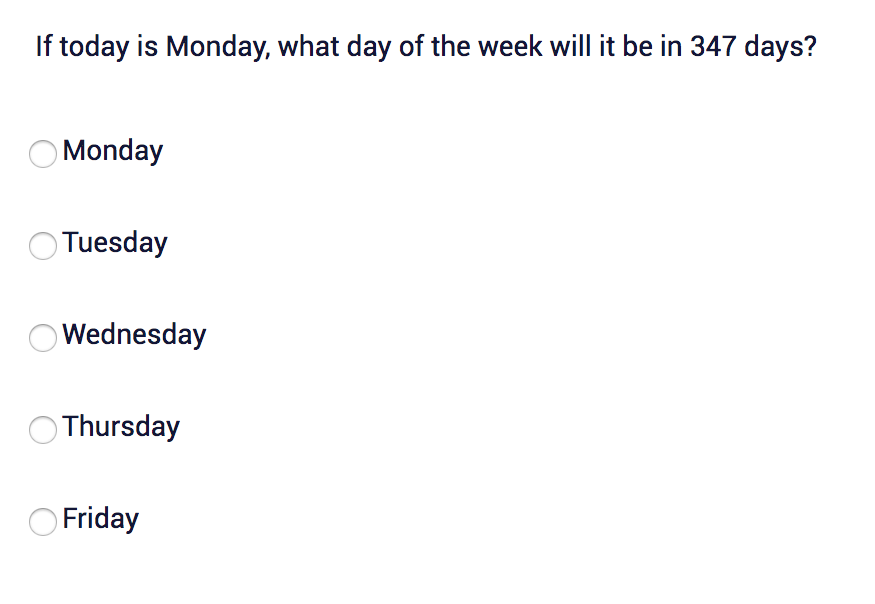 If today is Monday, what day of the week will it be in 347 days?
Monday
Tuesday
Wednesday
Thursday
Friday